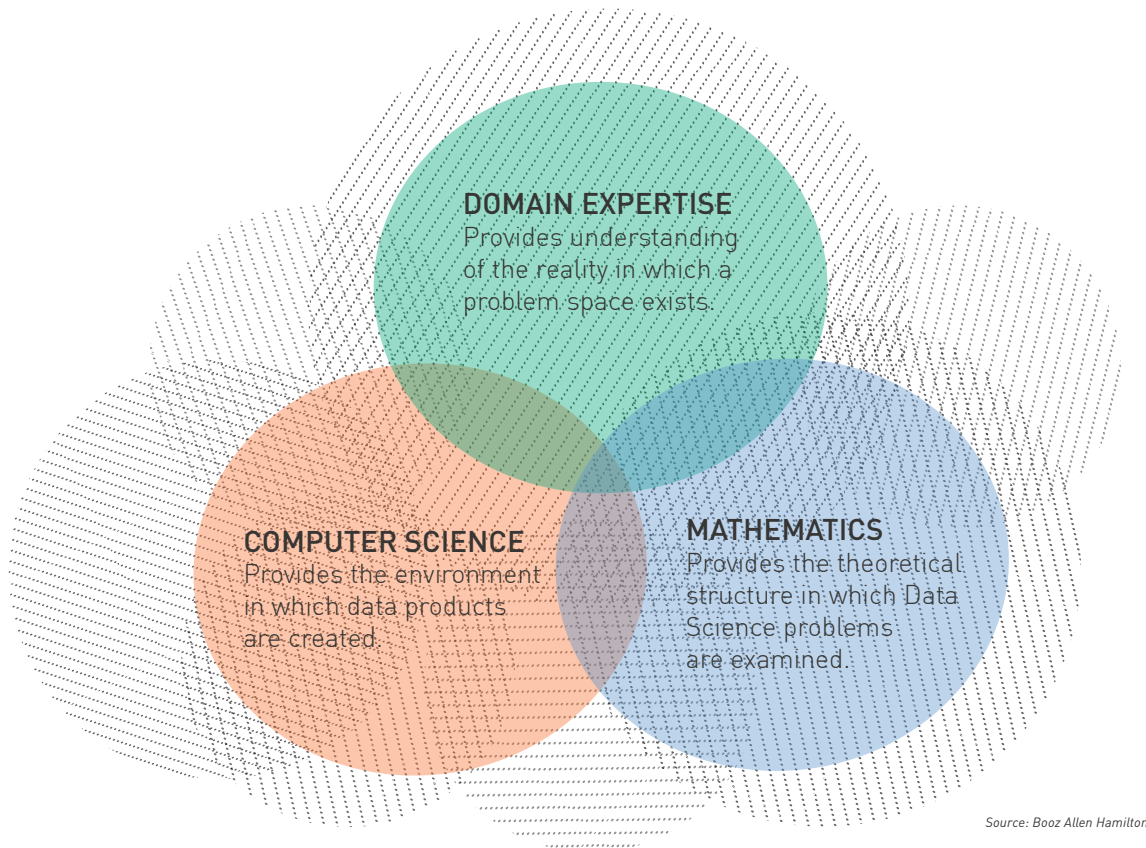 DOMAIN EXPERTISE
Provides understanding
of the reality in which a
problem space exists.
COMPUTER SCIENCE
Provides the environment
in which data products
are created.
MATHEMATICS
Provides the theoretical
structure in which Data
Science problems
are examined.
Source: Booz Allen Hamilton